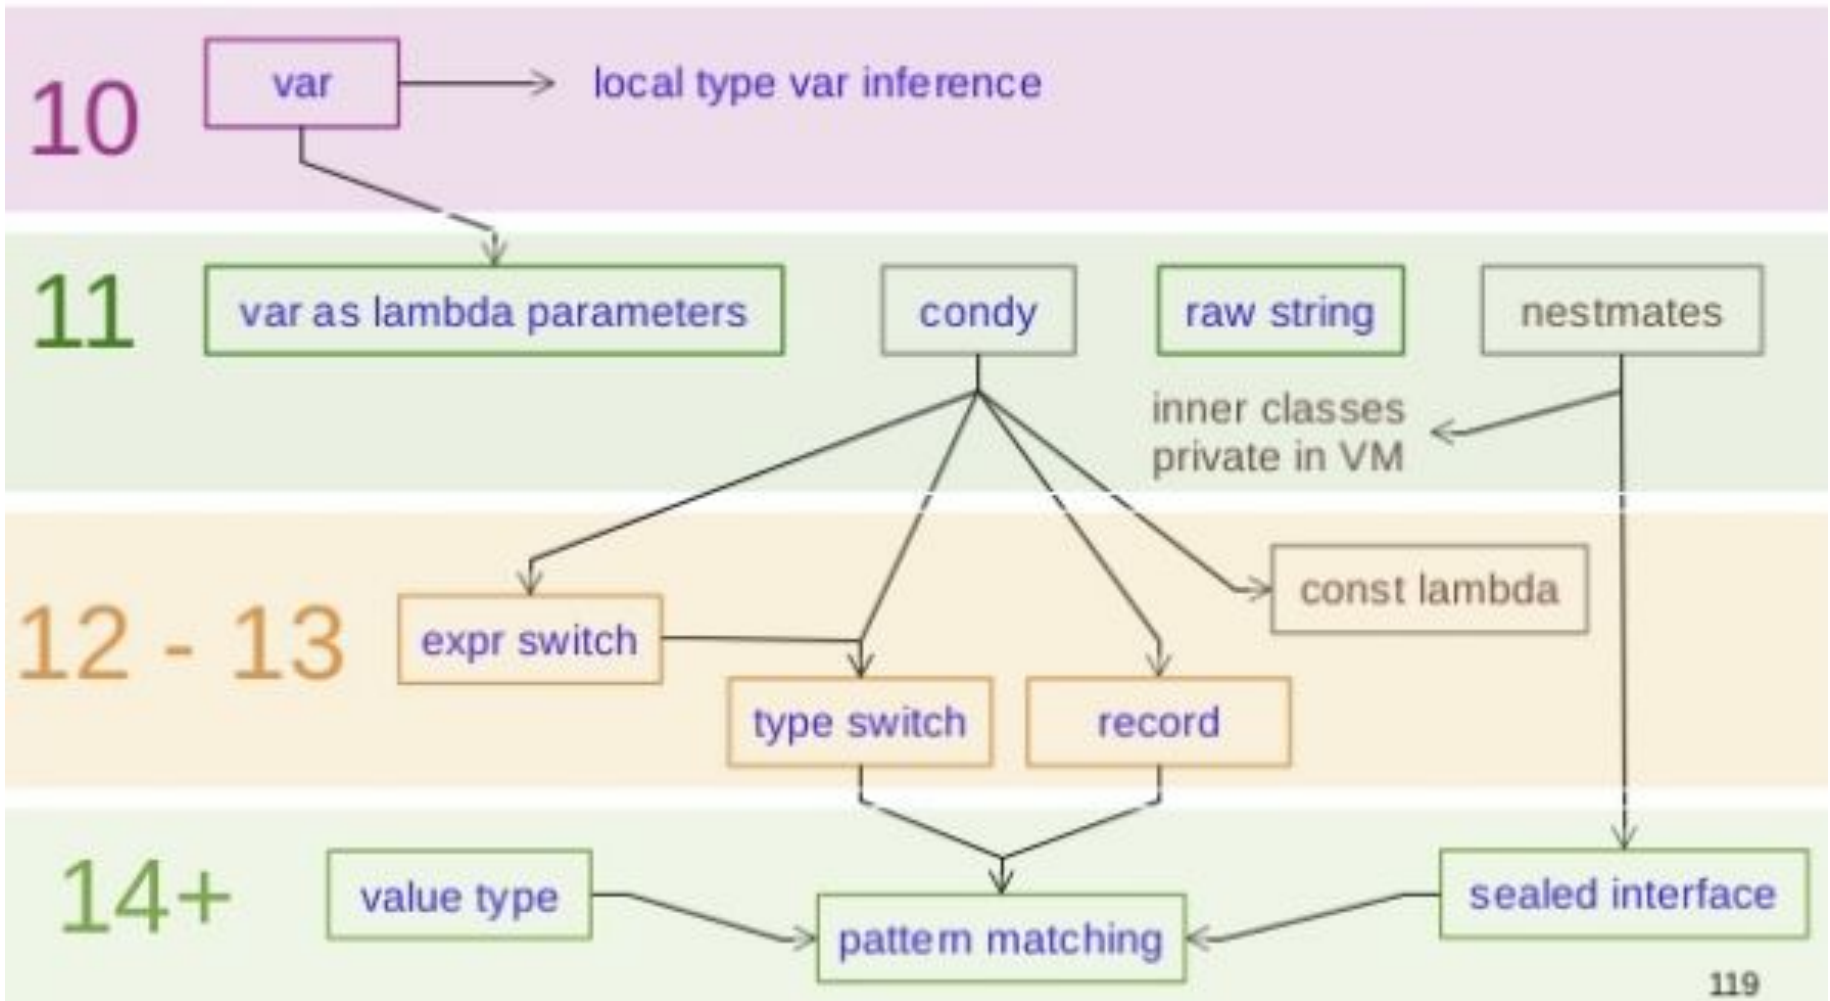 10
var
local type var inference
11
var as lambda parameters
condy
raw string
nestmates
inner classes
private in VM
12 - 13
const lambda
expr switch
type switch
record
14+
value type
sealed interface
pattern matching
119